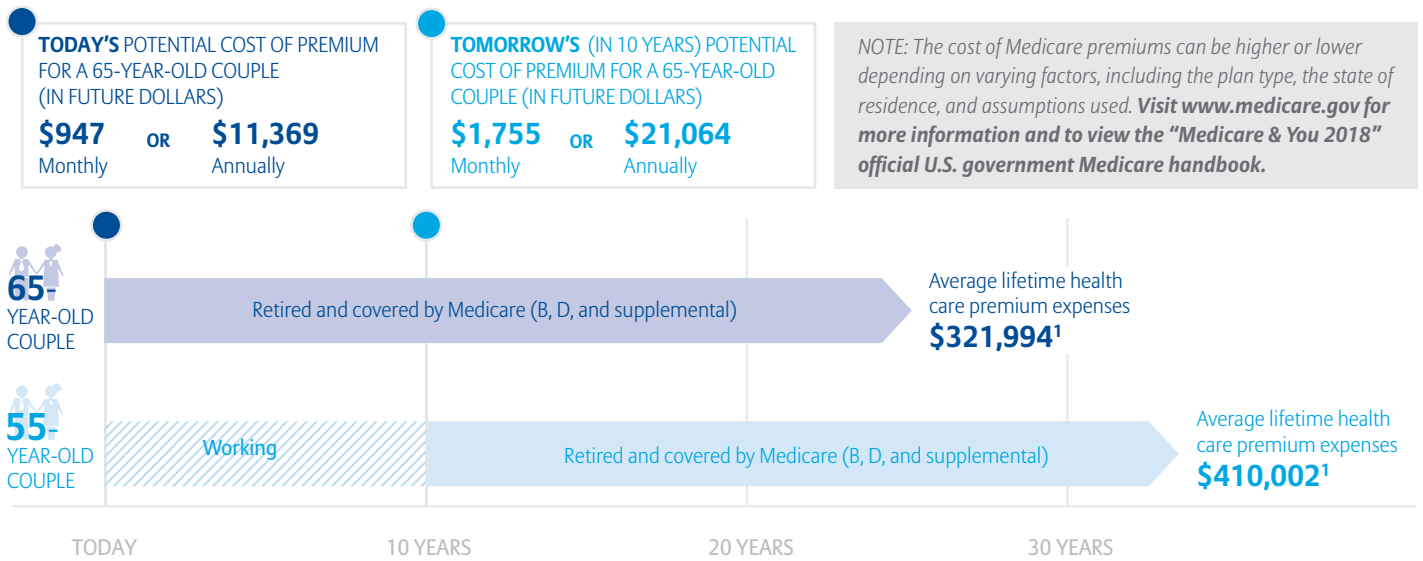 TODAY'S POTENTIAL COST OF PREMIUM
FOR A 65-YEAR-OLD COUPLE
(IN FUTURE DOLLARS)
$947 OR $11,369
Monthly Annually
TOMORROW'S (IN 10 YEARS) POTENTIAL
COST OF PREMIUM FOR A 65-YEAR-OLD
COUPLE (IN FUTURE DOLLARS)
$1,755 OR $21,064
Monthly Annually
NOTE: The cost of Medicare premiums can be higher or lower
depending on varying factors, including the plan type, the state of
residence, and assumptions used. Visit www.medicare.gov for
more information and to view the "Medicare & You 2018"
official U.S. government Medicare handbook.
65-
YEAR-OLD
COUPLE
Retired and covered by Medicare (B, D, and supplemental)
Average lifetime health
care premium expenses
$321,994¹
55-
YEAR-OLD
COUPLE
Working
Retired and covered by Medicare (B, D, and supplemental)
Average lifetime health
care premium expenses
$410,002¹
TODAY 10 YEARS 20 YEARS 30 YEARS